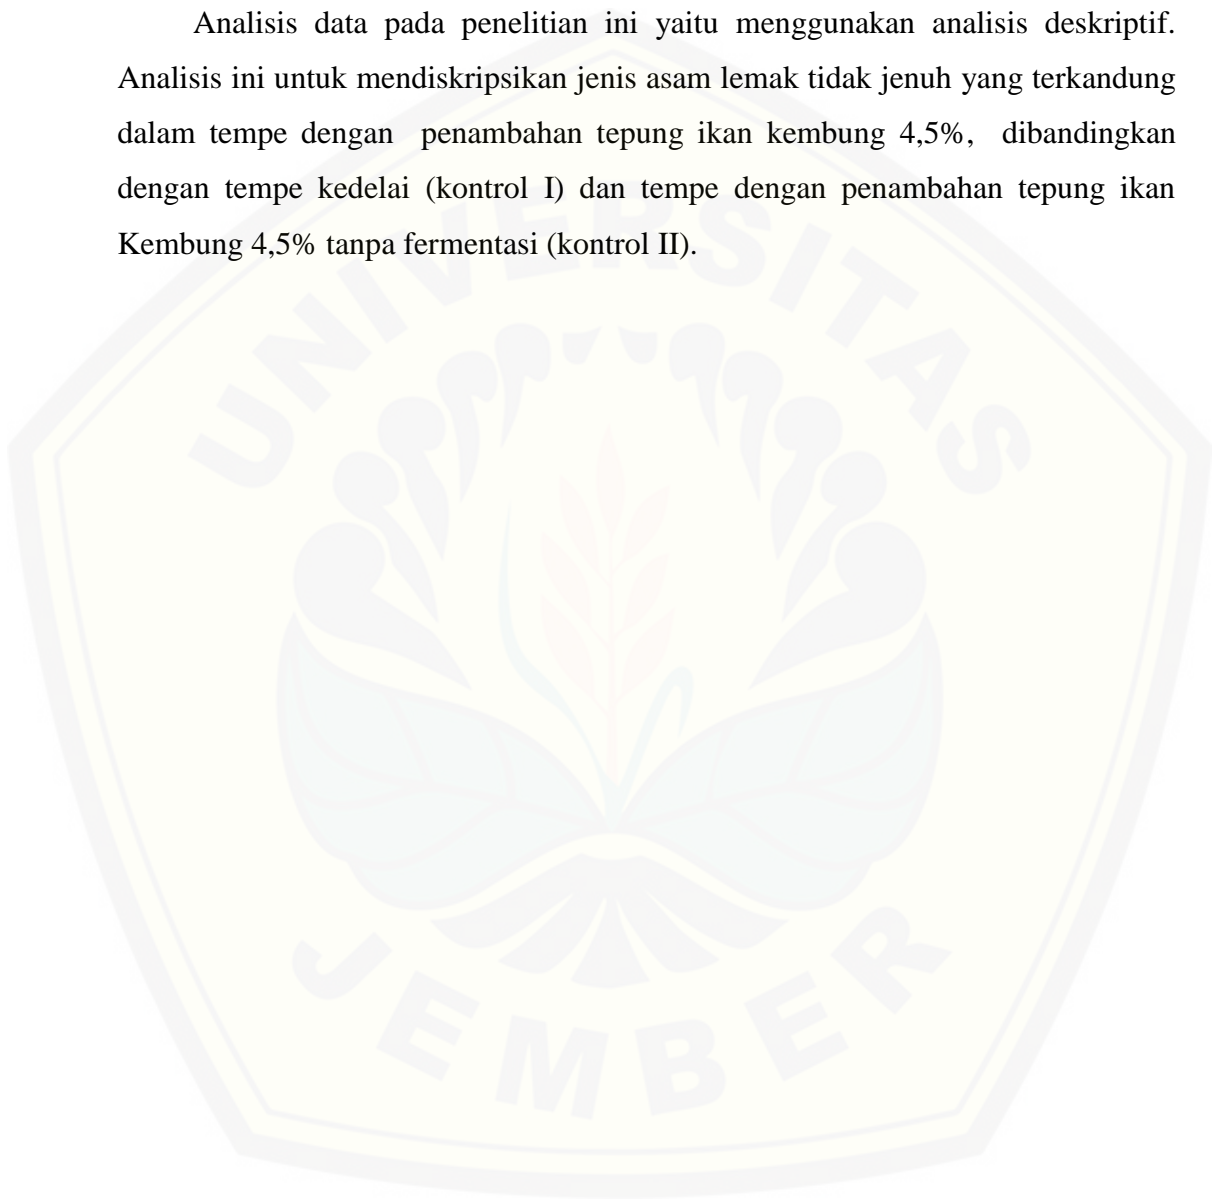 Analisis data pada penelitian ini yaitu menggunakan analisis deskriptif.
Analisis ini untuk mendiskripsikan jenis asam lemak tidak jenuh yang terkandung
dalam tempe dengan penambahan tepung ikan kembung 4,5%, dibandingkan
dengan tempe kedelai (kontrol I) dan tempe dengan penambahan tepung ikan
Kembung 4,5% tanpa fermentasi (kontrol II).
UNIVERSITAS
JEMBER